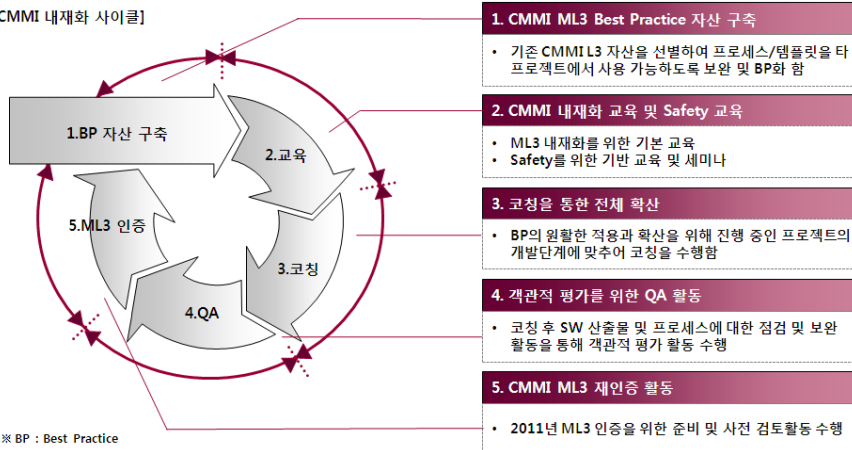 CMMI 내재화 사이클]
1.BP 자산 구축
2.교육
3.코칭
4.QA
5.ML3 인증
※ BP : Best Practice
1. CMMI ML3 Best Practice 자산 구축
• 기존 CMMI L3 자산을 선별하여 프로세스/템플릿을 타
프로젝트에서 사용 가능하도록 보완 및 BP화 함
2. CMMI 내재화 교육 및 Safety 교육
• ML3 내재화를 위한 기본 교육
• Safety를 위한 기반 교육 및 세미나
3. 코칭을 통한 전체 확산
• BP의 원활한 적용과 확산을 위해 진행 중인 프로젝트의
개발단계에 맞추어 코칭을 수행함
4. 객관적 평가를 위한 QA 활동
• 코칭 후 SW 산출물 및 프로세스에 대한 점검 및 보완
활동을 통해 객관적 평가 활동 수행
5. CMMI ML3 재인증 활동
• 2011년 ML3 인증을 위한 준비 및 사전 검토활동 수행